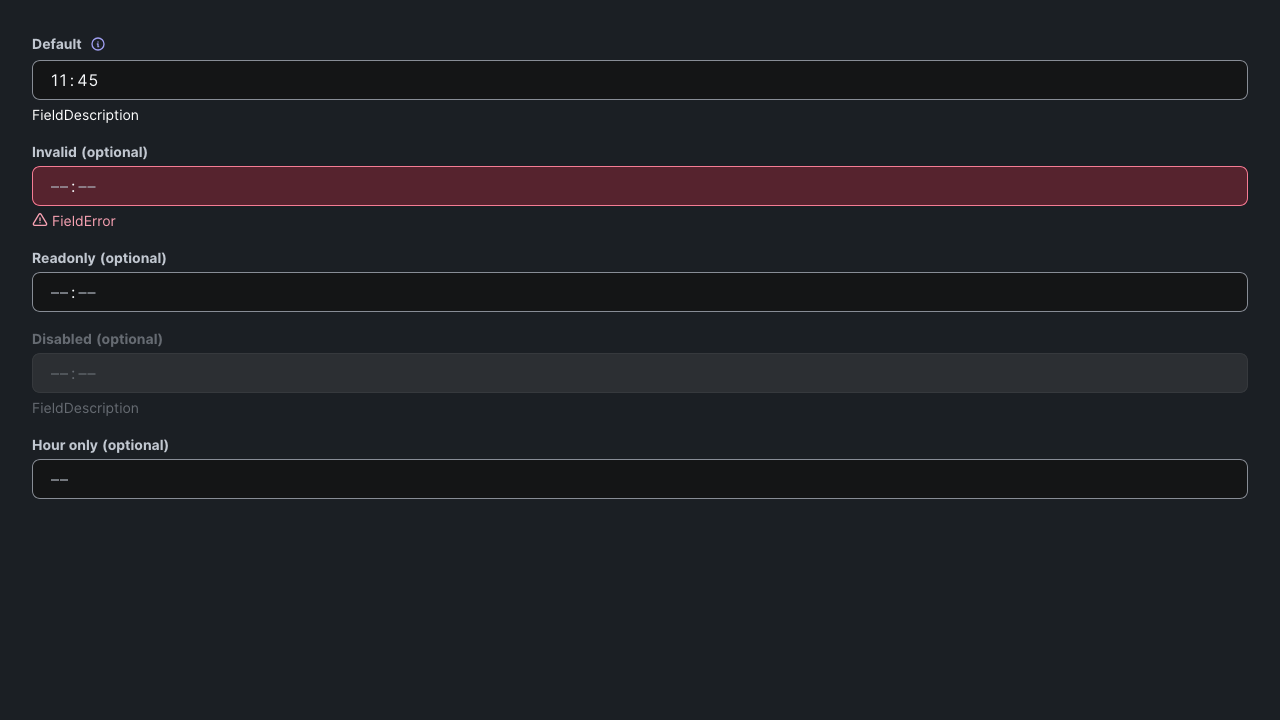 Default
11:45
FieldDescription
Invalid (optional)
––:––
FieldError
Readonly (optional)
––:––
Disabled (optional)
––:––
FieldDescription
Hour only (optional)
––